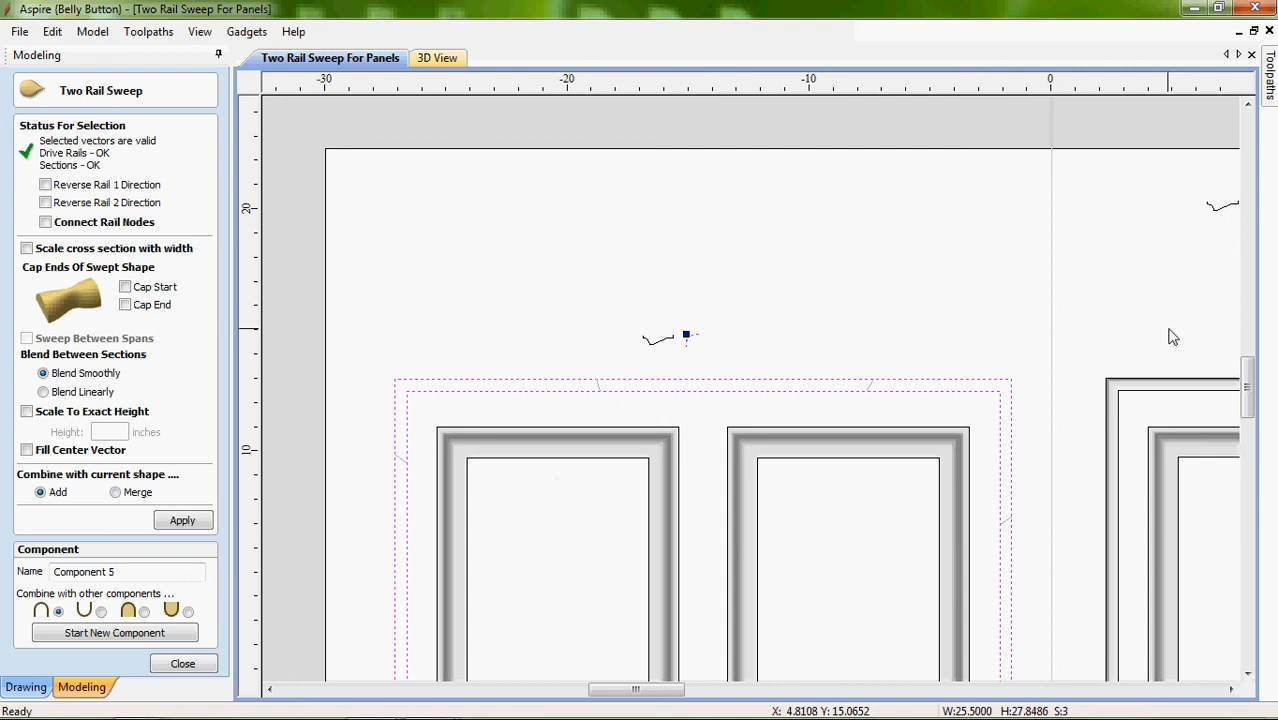 Aspire (Belly Button) - [Two Rail Sweep For Panels]
File Edit Model Toolpaths View Gadgets Help
Modeling
Two Rail Sweep For Panels 3D View
Toolpaths
-30 -20 -10 0
20
10
Two Rail Sweep
Status For Selection
Selected vectors are valid
Drive Rails - OK
Sections - OK
Reverse Rail 1 Direction
Reverse Rail 2 Direction
Connect Rail Nodes
Scale cross section with width
Cap Ends Of Swept Shape
Cap Start
Cap End
Sweep Between Spans
Blend Between Sections
Blend Smoothly
Blend Linearly
Scale To Exact Height
Height: inches
Fill Center Vector
Combine with current shape ....
Add Merge
Apply
Component
Name Component 5
Combine with other components ...
Start New Component
Close
Drawing Modeling
Ready X: 4.8108 Y: 15.0652 W:25.5000 H:27.8486 S:3